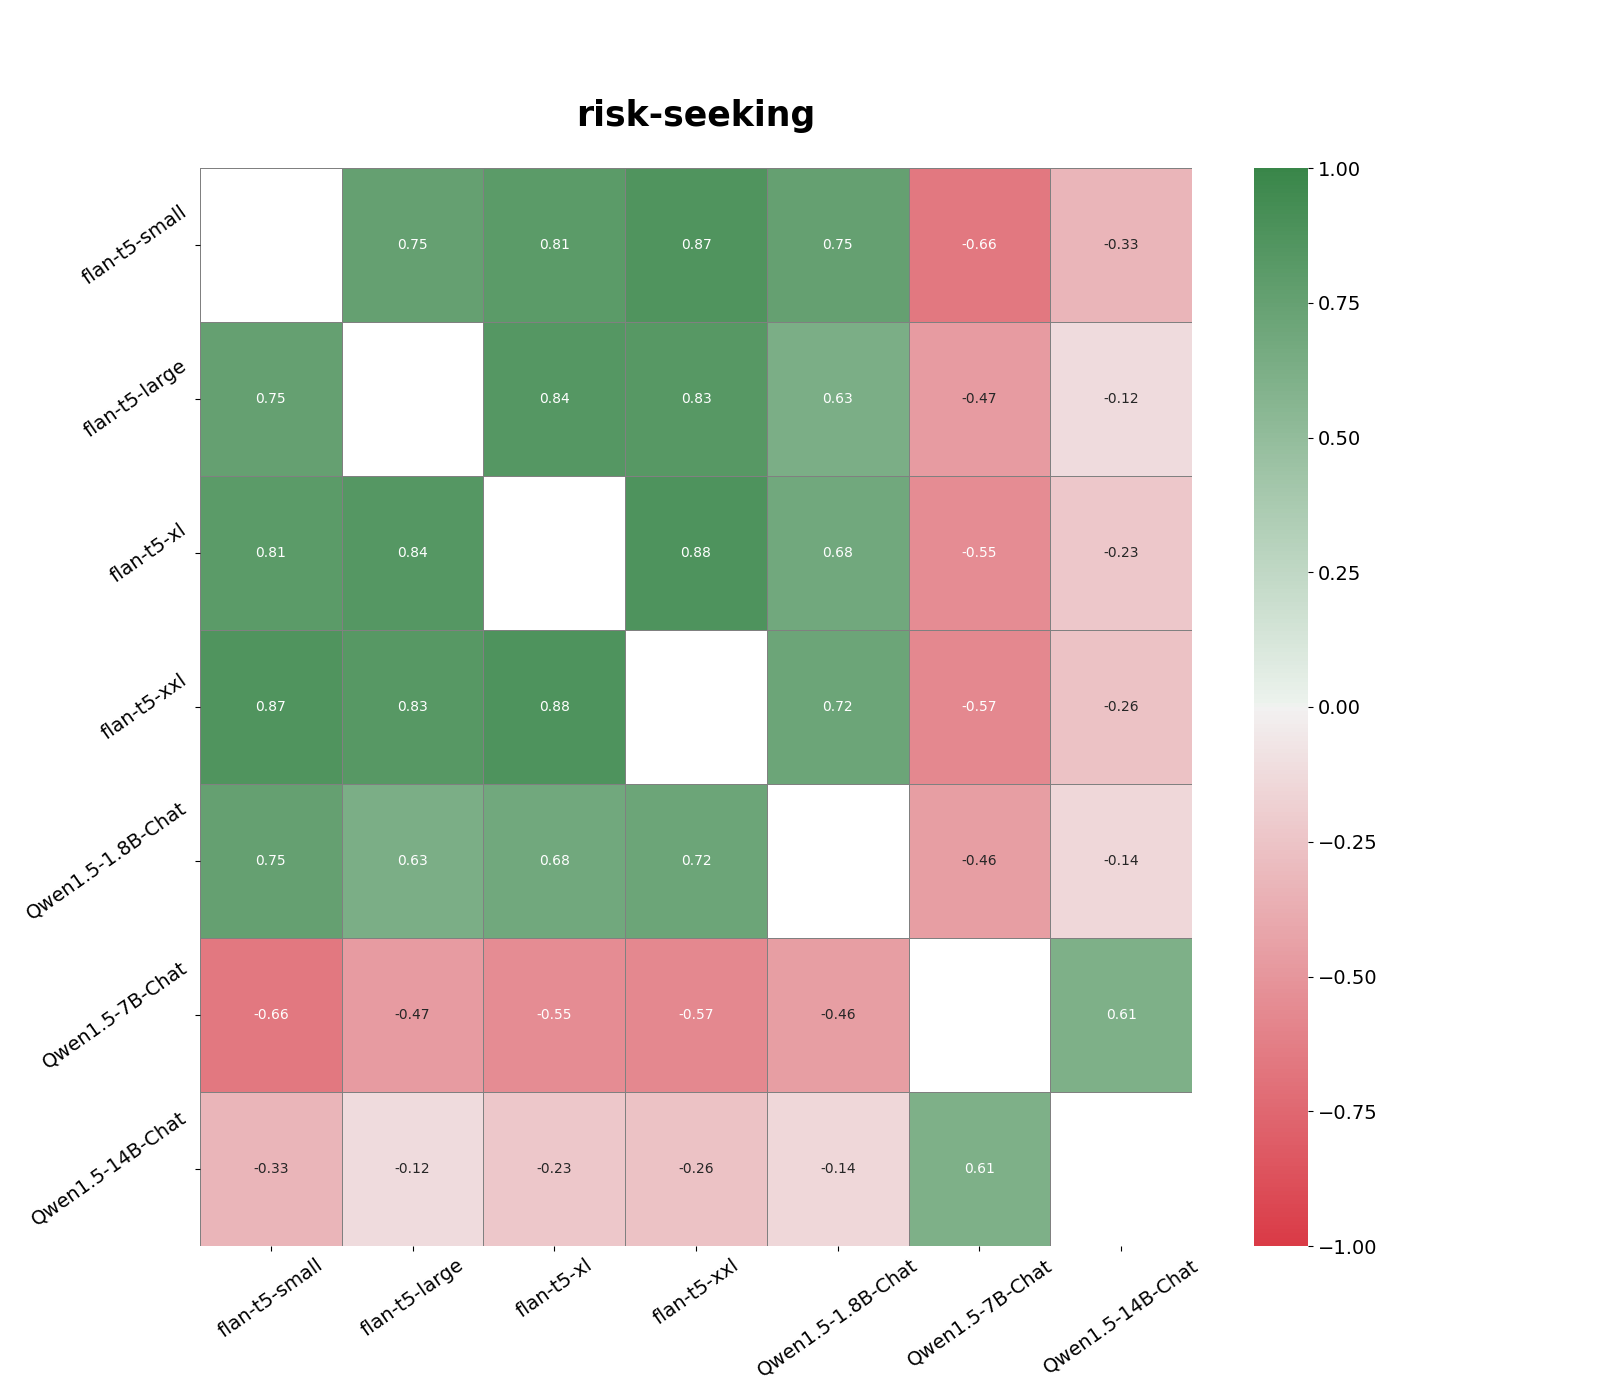 risk-seeking
flan-t5-small
0.75 0.81 0.87 0.75 -0.66 -0.33
flan-t5-large
0.75 0.84 0.83 0.63 -0.47 -0.12
flan-t5-xl
0.81 0.84 0.88 0.68 -0.55 -0.23
flan-t5-xxl
0.87 0.83 0.88 0.72 -0.57 -0.26
Qwen1.5-1.8B-Chat
0.75 0.63 0.68 0.72 -0.46 -0.14
Qwen1.5-7B-Chat
-0.66 -0.47 -0.55 -0.57 -0.46 0.61
Qwen1.5-14B-Chat
-0.33 -0.12 -0.23 -0.26 -0.14 0.61
flan-t5-small
flan-t5-large
flan-t5-xl
flan-t5-xxl
Qwen1.5-1.8B-Chat
Qwen1.5-7B-Chat
Qwen1.5-14B-Chat
1.00
0.75
0.50
0.25
0.00
−0.25
−0.50
−0.75
−1.00